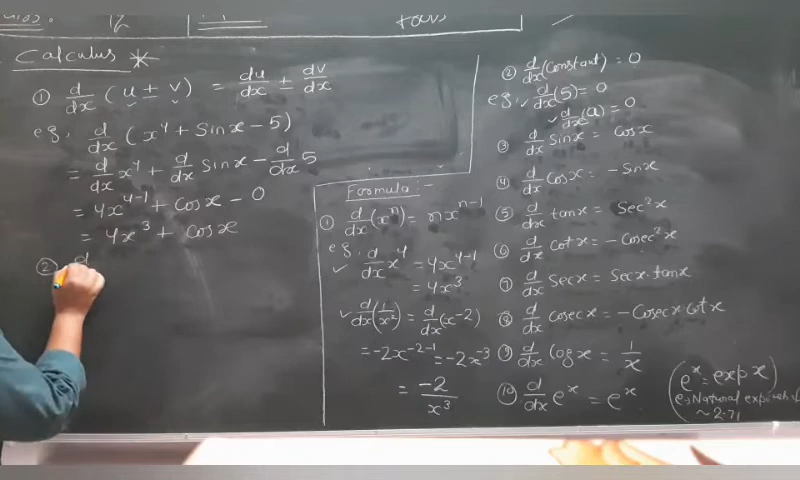 Calculus *
① d/dx (u ± v) = du/dx ± dv/dx
eg. d/dx (x⁴ + Sinx - 5)
= d/dx x⁴ + d/dx Sinx - d/dx 5
= 4x⁴⁻¹ + Cosx - 0
= 4x³ + Cosx
② d
Formula:-
① d/dx (xⁿ) = nxⁿ⁻¹
eg. d/dx x⁴ = 4x⁴⁻¹
= 4x³
d/dx (1/x²) = d/dx (x-2)
= -2x⁻²⁻¹ = -2x⁻³
= -2/x³
② d/dx (Constant) = 0
eg. d/dx (5) = 0
d/dx (a) = 0
③ d/dx Sinx = Cosx
④ d/dx Cosx = -Sinx
⑤ d/dx tanx = Sec²x
⑥ d/dx Cotx = -Cosec²x
⑦ d/dx Secx = Secx·tanx
⑧ d/dx Cosecx = -Cosecx·Cotx
⑨ d/dx logx = 1/x
⑩ d/dx eˣ = eˣ
(eˣ = exp x)
e → Natural
~ 2.71